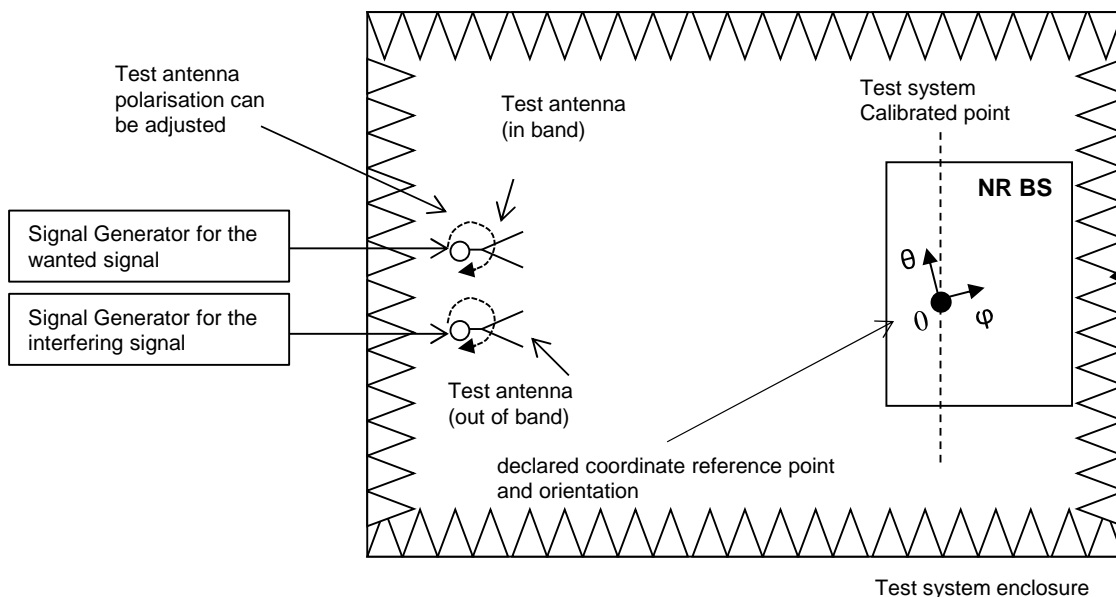 Test antenna
polarisation can
be adjusted
Test antenna
(in band)
Test system
Calibrated point
NR BS
Signal Generator for the
wanted signal
θ
0
φ
Signal Generator for the
interfering signal
Test antenna
(out of band)
declared coordinate reference point
and orientation
Test system enclosure